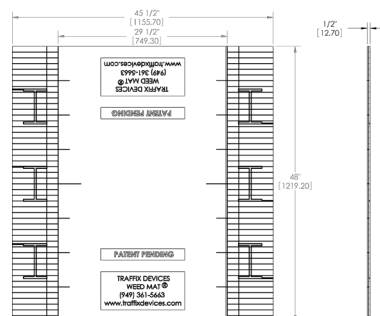 45 1/2"
[1155.70]
29 1/2"
[749.30]
1/2"
[12.70]
TRAFFIX DEVICES
WEED MAT ®
(949) 361-5663
www.traffixdevices.com
PATENT PENDING
48"
[1219.20]
PATENT PENDING
TRAFFIX DEVICES
WEED MAT ®
(949) 361-5663
www.traffixdevices.com